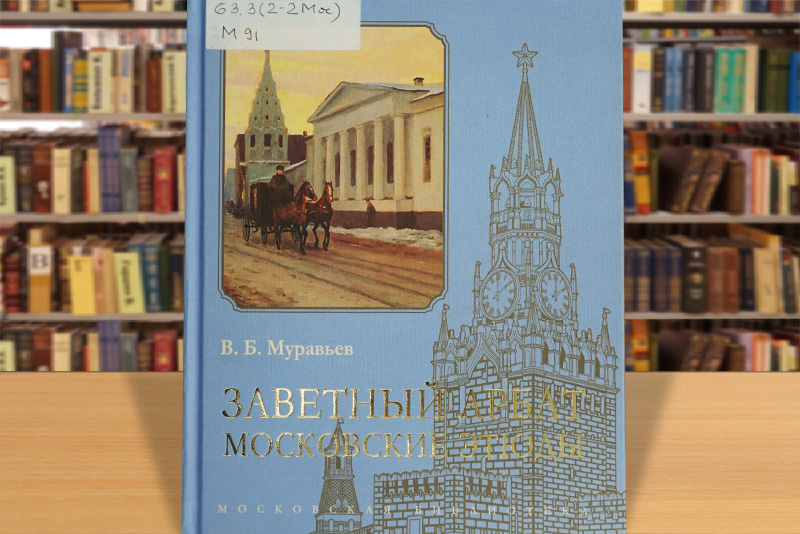 63.3(2-2Мос)
М 91
В. Б. Муравьев
ЗАВЕТНЫЙ АРБАТ
МОСКОВСКИЕ ЭТЮДЫ
МОСКОВСКАЯ БИБЛИОТЕКА